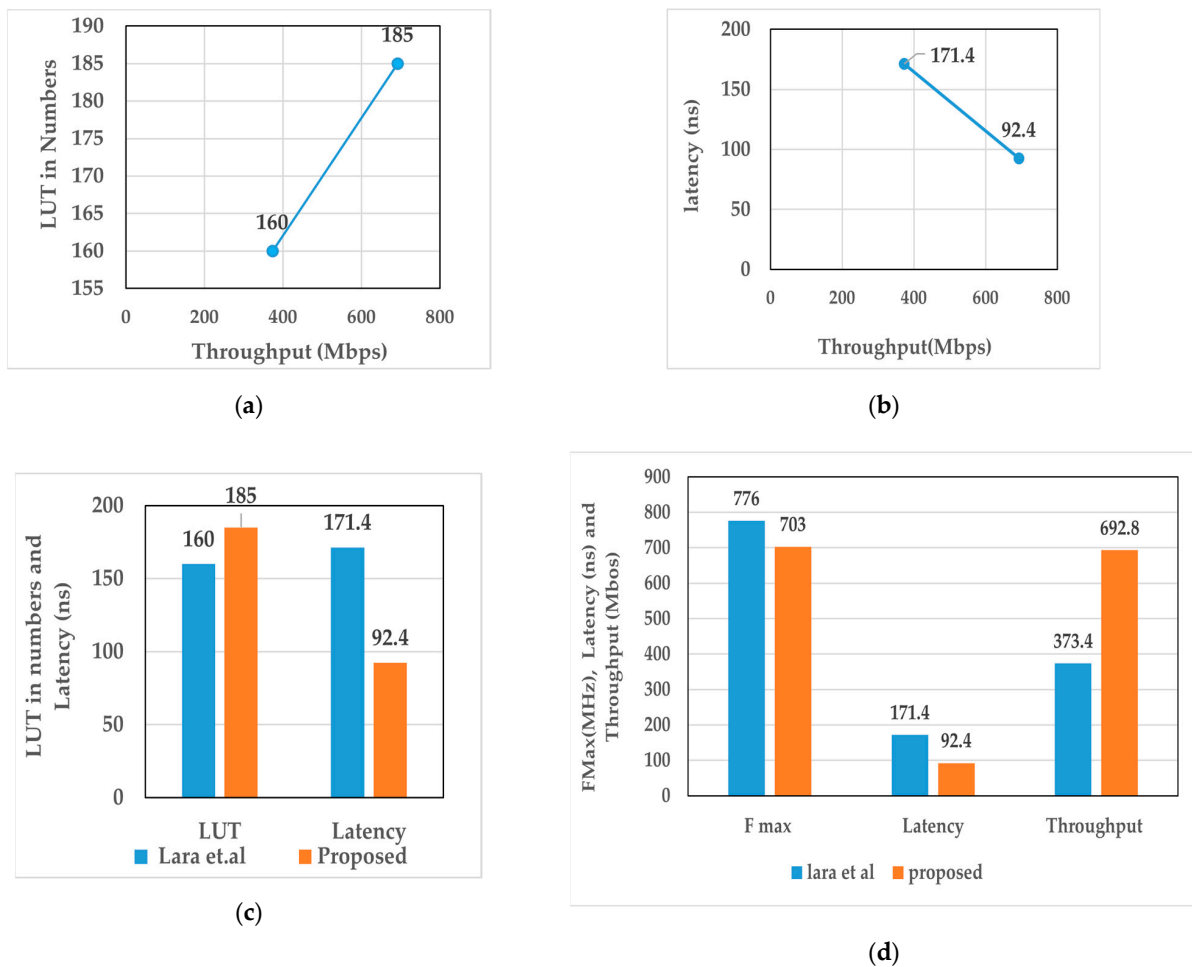 190
185
180
175
170
165
160
155
185
160
0 200 400 600 800
LUT in Numbers
Throughput (Mbps)
(a)
200
150
100
50
0
171.4
92.4
0 200 400 600 800
latency (ns)
Throughput(Mbps)
(b)
200
150
100
50
0
160
185
171.4
92.4
LUT in numbers and
Latency (ns)
LUT Latency
Lara et.al Proposed
(c)
900
800
700
600
500
400
300
200
100
0
776
703
171.4
92.4
373.4
692.8
FMax(MHz), Latency (ns) and
Throughput (Mbos)
F max Latency Throughput
lara et al proposed
(d)